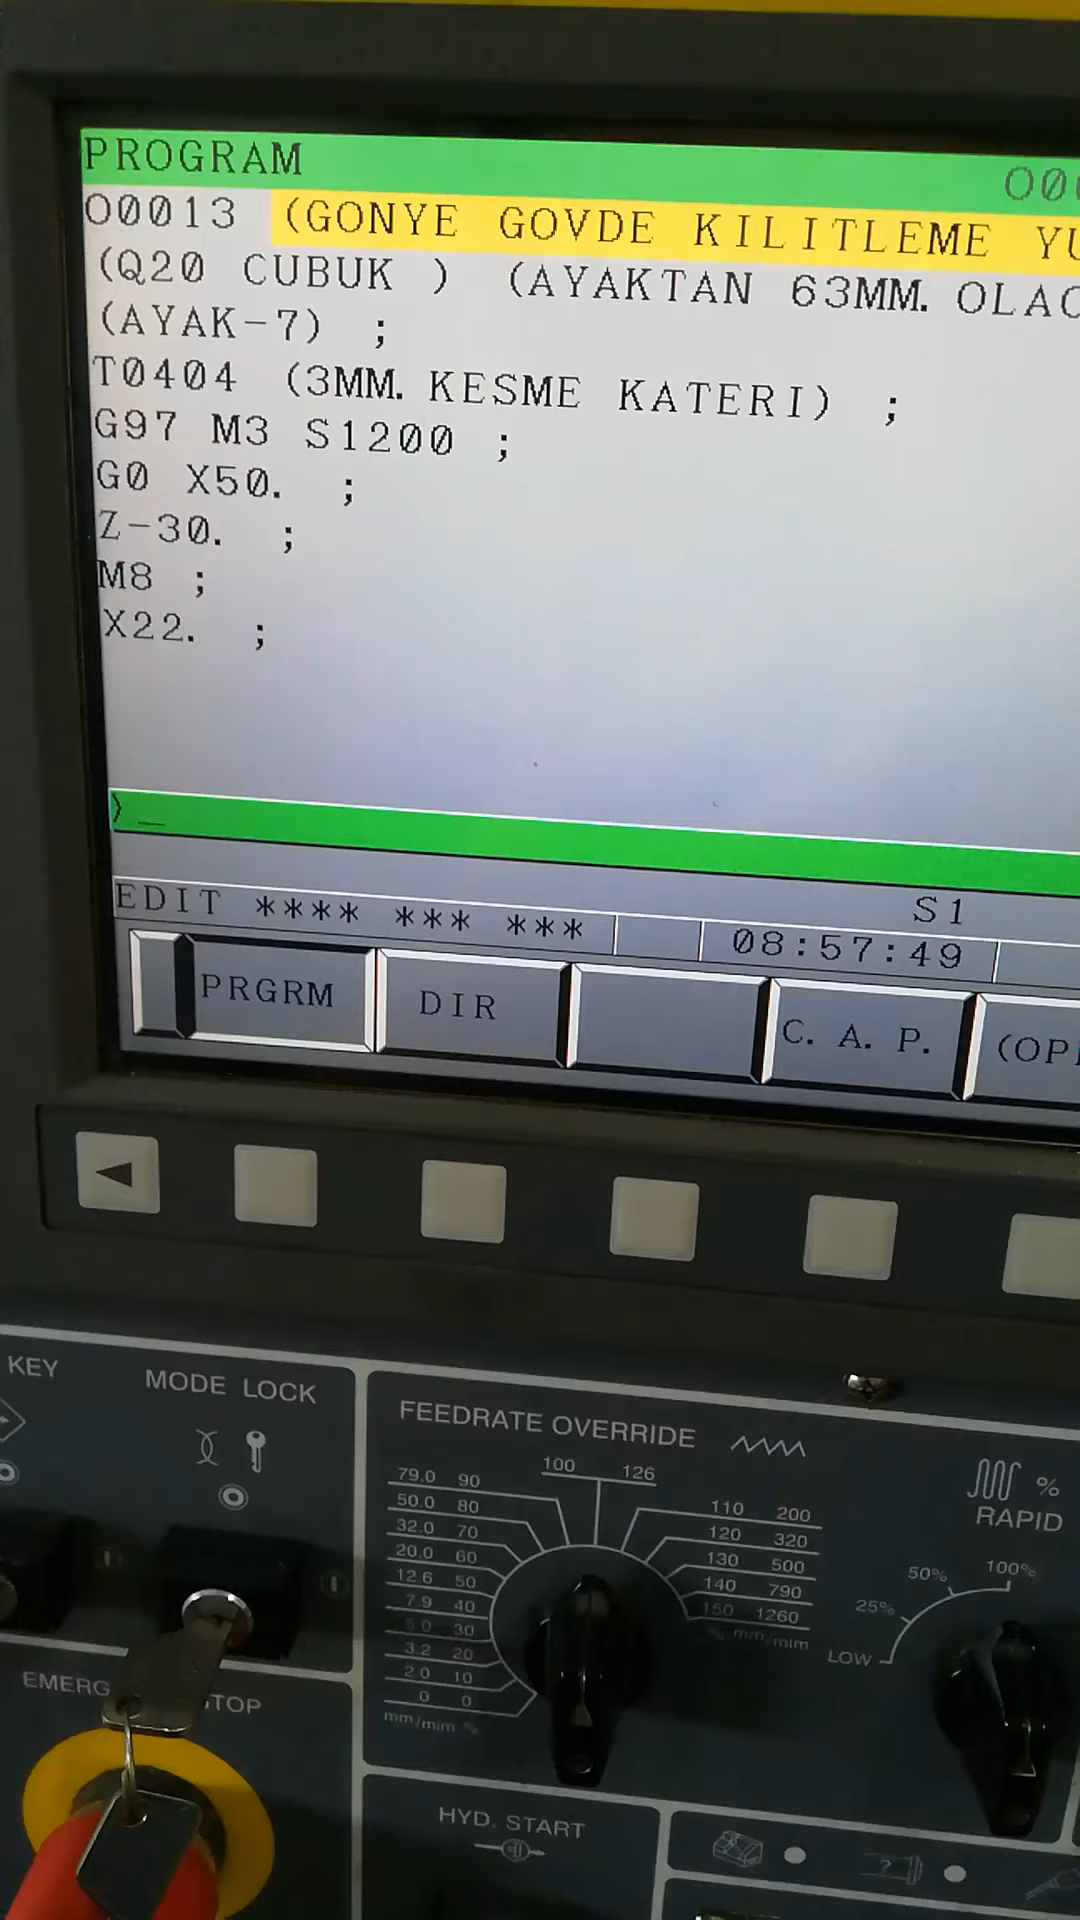 PROGRAM
O0013 (GONYE GOVDE KILITLEME
(Q20 CUBUK ) (AYAKTAN 63MM.
(AYAK-7) ;
T0404 (3MM. KESME KATERI) ;
G97 M3 S1200 ;
G0 X50. ;
Z-30. ;
M8 ;
X22. ;
>_
S1
EDIT **** *** *** 08:57:49
PRGRM DIR C. A. P.
KEY
MODE LOCK
FEEDRATE OVERRIDE
100 126
79.0 90
50.0 80
32.0 70
20.0 60
12.6 50
7.9 40
5.0 30
3.2 20
2.0 10
0 0
mm/mim %
110 200
120 320
130 500
140 790
150 1260
% mm/mim
%
RAPID
LOW 25% 50% 100%
HYD. START
?